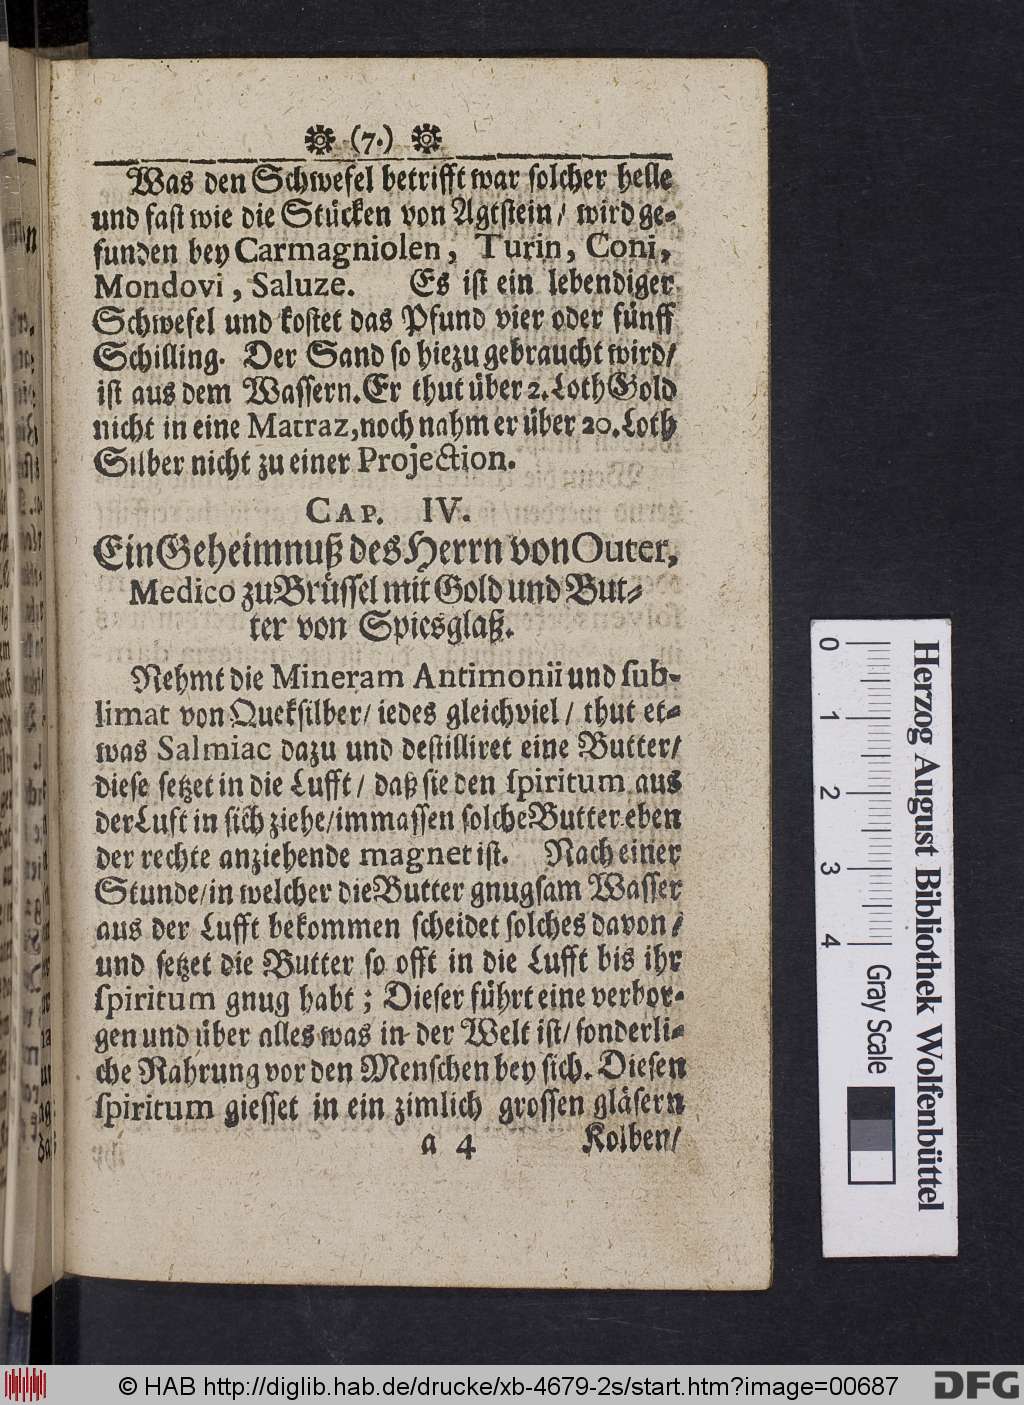 (7.)
Was den Schwefel betrifft war solcher helle
und fast wie die Stücken von Agtstein/ wird ge-
funden bey Carmagniolen, Turin, Coni,
Mondovi, Saluze. Es ist ein lebendiger
Schwefel und kostet das Pfund vier oder fünff
Schilling. Der Sand so hiezu gebraucht wird/
ist aus dem Wassern. Er thut über 2. Loth Gold
nicht in eine Matraz, noch nahm er über 20. Loth
Silber nicht zu einer Projection.
CAP. IV.
Ein Geheimnuß des Herrn von Outer,
Medico zu Brüssel mit Gold und But-
ter von Spiesglaß.
Nehmt die Mineram Antimonii und sub-
limat von Queksilber/ iedes gleichviel/ thut et-
was Salmiac dazu und destilliret eine Butter/
diese setzet in die Lufft/ daß sie den spiritum aus
der Luft in sich ziehe/ immassen solche Butter eben
der rechte anziehende magnet ist. Nach einer
Stunde/ in welcher die Butter gnugsam Wasser
aus der Lufft bekommen scheidet solches davon/
und setzet die Butter so offt in die Lufft bis ihr
spiritum gnug habt; Dieser führt eine verbor-
gen und über alles was in der Welt ist/ sonderli-
che Nahrung vor den Menschen bey sich. Diesen
spiritum giesset in ein zimlich grossen gläsern
a 4 Kolben/
0 1 2 3 4 Gray Scale
Herzog August Bibliothek Wolfenbüttel
© HAB http://diglib.hab.de/drucke/xb-4679-2s/start.htm?image=00687
DFG